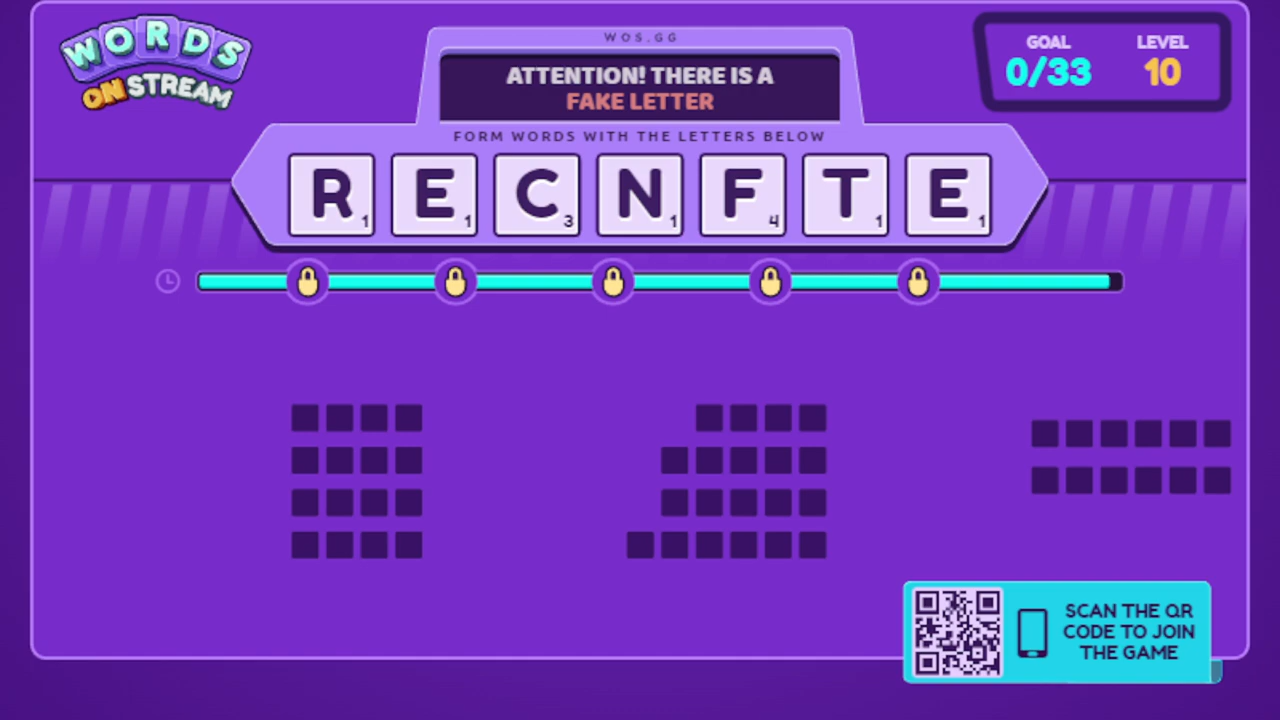 WORDS
ON STREAM
WOS.GG
ATTENTION! THERE IS A
FAKE LETTER
GOAL
0/33
LEVEL
10
FORM WORDS WITH THE LETTERS BELOW
R 1 E 1 C 3 N 1 F 4 T 1 E 1
SCAN THE QR
CODE TO JOIN
THE GAME